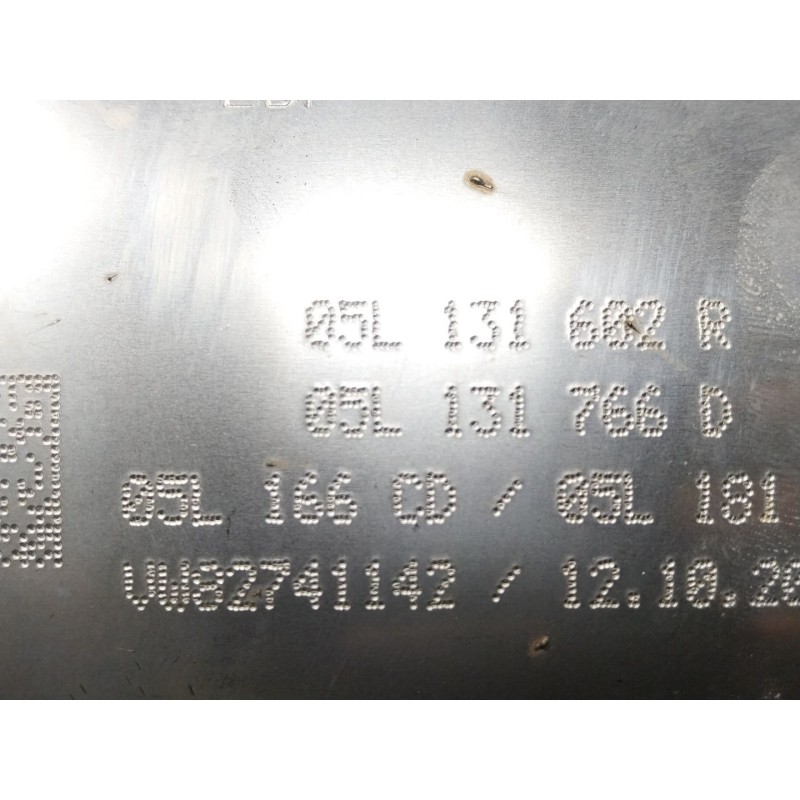 05L 131 602 R
05L 131 766 D
05L 166 CD / 05L 181
VW82741142 / 12.10.20